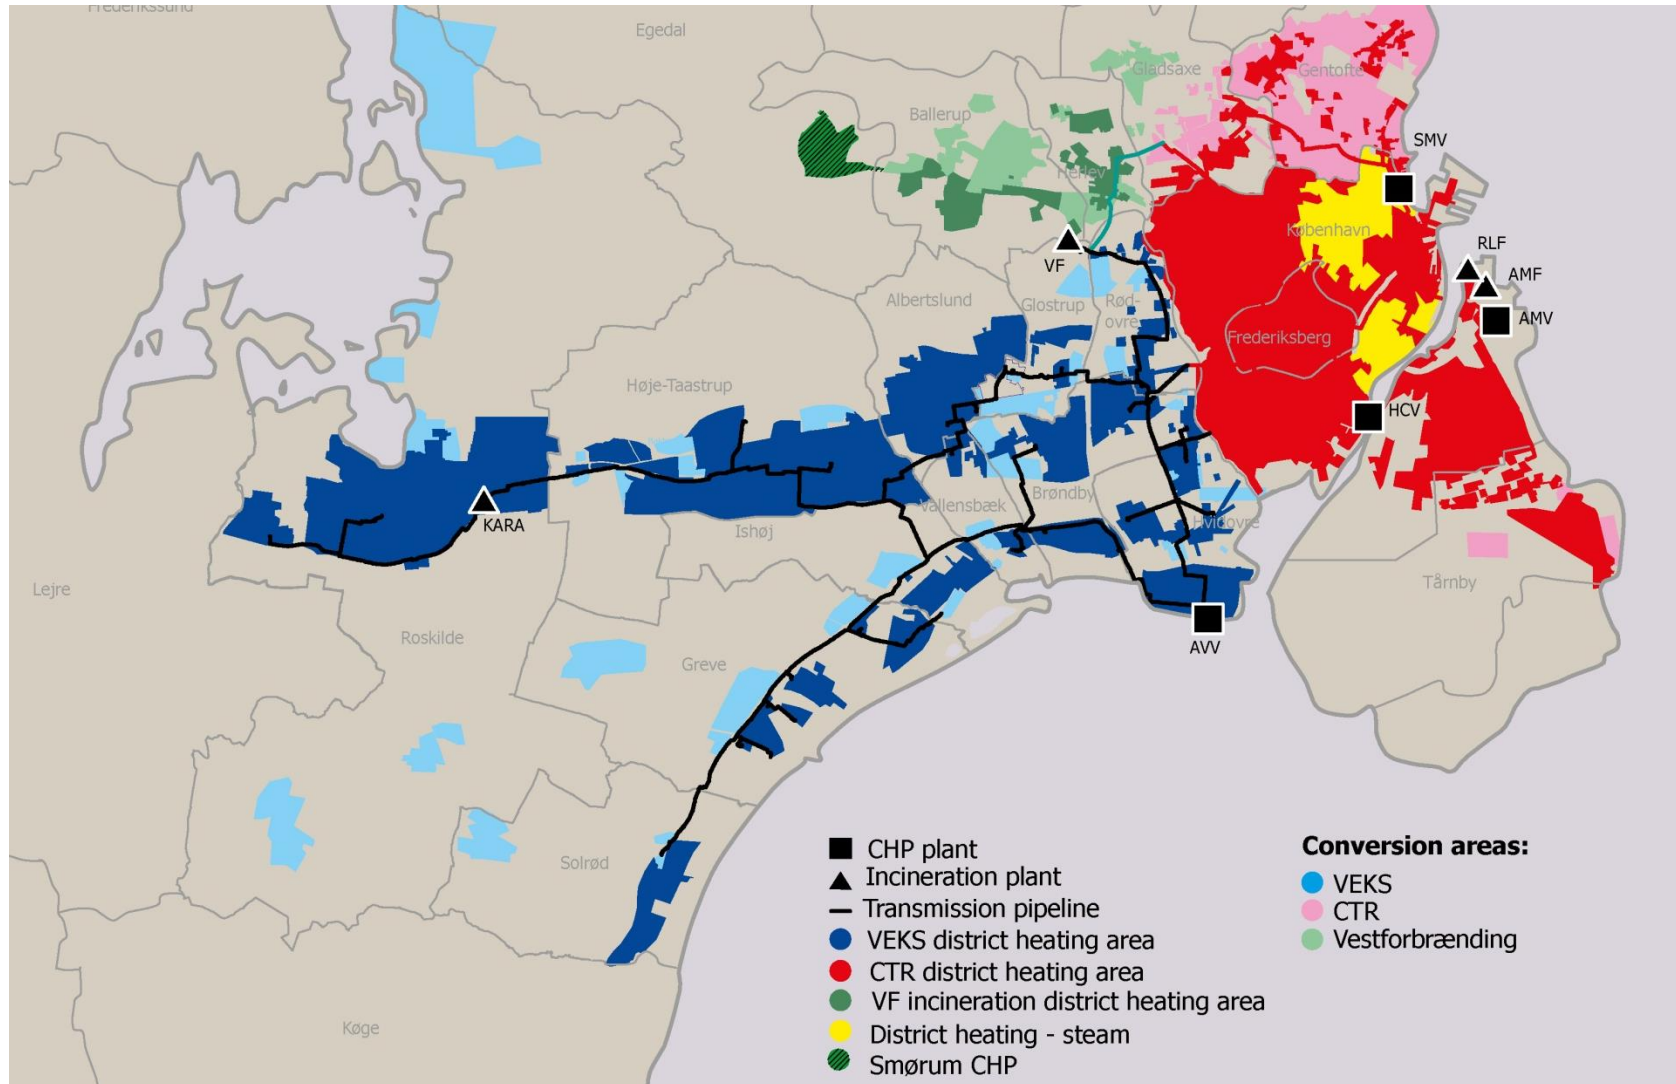 Frederikssund
Egedal
Gladsaxe
Gentofte
Ballerup
SMV
Herlev
København
RLF
VF
AMF
Albertslund
Glostrup
Rød-
ovre
AMV
Frederiksberg
Høje-Taastrup
HCV
KARA
Vallensbæk
Brøndby
Hvidovre
Ishøj
Tårnby
Lejre
Roskilde
AVV
Greve
Solrød
Køge
CHP plant
Incineration plant
Transmission pipeline
VEKS district heating area
CTR district heating area
VF incineration district heating area
District heating - steam
Smørum CHP
Conversion areas:
VEKS
CTR
Vestforbrænding